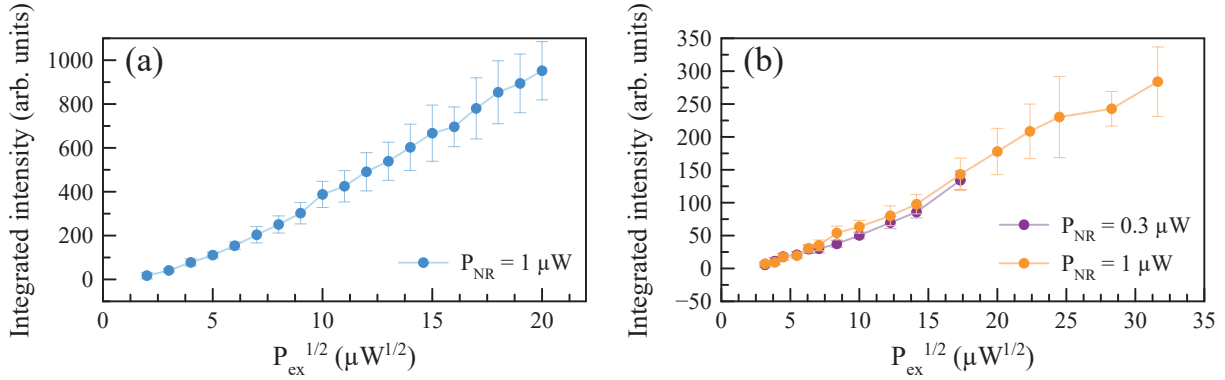 (a)
Integrated intensity (arb. units)
1000
800
600
400
200
0
0 5 10 15 20
P_ex^1/2 (µW^1/2)
P_NR = 1 µW
(b)
Integrated intensity (arb. units)
350
300
250
200
150
100
50
0
−50
0 5 10 15 20 25 30 35
P_ex^1/2 (µW^1/2)
P_NR = 0.3 µW
P_NR = 1 µW